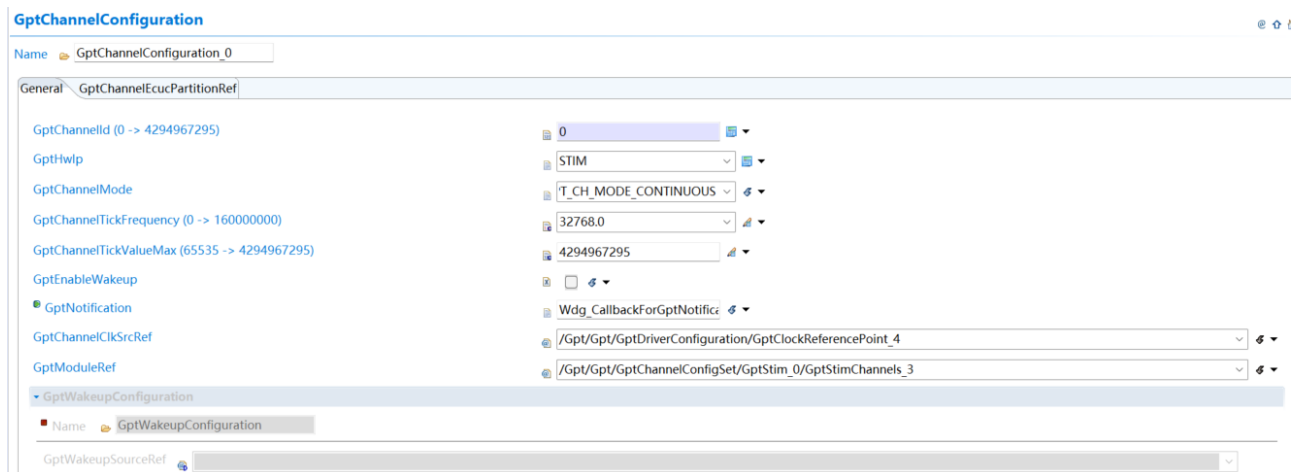 GptChannelConfiguration
Name GptChannelConfiguration_0
General GptChannelEcucPartitionRef
GptChannelId (0 -> 4294967295) 0
GptHwIp STIM
GptChannelMode T_CH_MODE_CONTINUOUS
GptChannelTickFrequency (0 -> 160000000) 32768.0
GptChannelTickValueMax (65535 -> 4294967295) 4294967295
GptEnableWakeup
GptNotification Wdg_CallbackForGptNotifica
GptChannelClkSrcRef /Gpt/Gpt/GptDriverConfiguration/GptClockReferencePoint_4
GptModuleRef /Gpt/Gpt/GptChannelConfigSet/GptStim_0/GptStimChannels_3
GptWakeupConfiguration
Name GptWakeupConfiguration
GptWakeupSourceRef